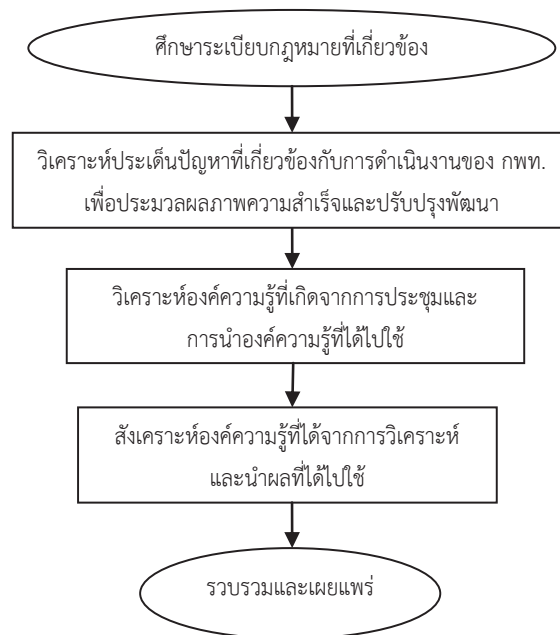 ศึกษาระเบียบกฎหมายที่เกี่ยวข้อง
วิเคราะห์ประเด็นปัญหาที่เกี่ยวข้องกับการดำเนินงานของ กพท.
เพื่อประมวลผลภาพความสำเร็จและปรับปรุงพัฒนา
วิเคราะห์องค์ความรู้ที่เกิดจากการประชุมและ
การนำองค์ความรู้ที่ได้ไปใช้
สังเคราะห์องค์ความรู้ที่ได้จากการวิเคราะห์
และนำผลที่ได้ไปใช้
รวบรวมและเผยแพร่